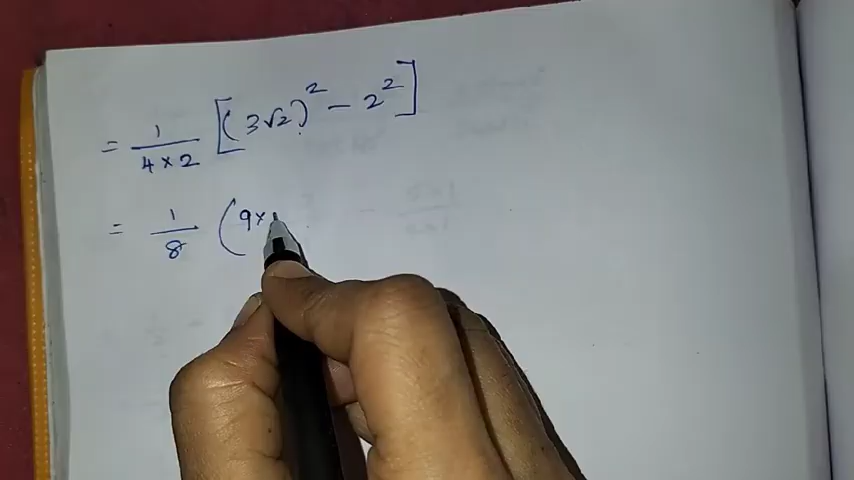 = 1/(4×2) [(3√2)² − 2²]
= 1/8 (9×